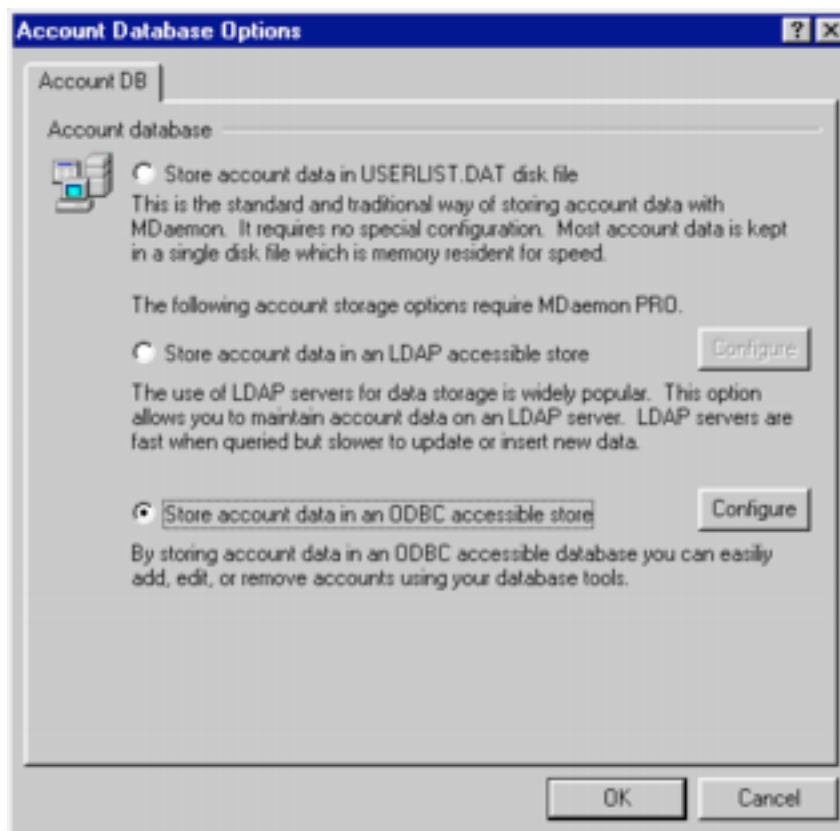 Account Database Options
Account DB
Account database
Store account data in USERLIST.DAT disk file
This is the standard and traditional way of storing account data with
MDaemon. It requires no special configuration. Most account data is kept
in a single disk file which is memory resident for speed.
The following account storage options require MDaemon PRO.
Store account data in an LDAP accessible store
Configure
The use of LDAP servers for data storage is widely popular. This option
allows you to maintain account data on an LDAP server. LDAP servers are
fast when queried but slower to update or insert new data.
Store account data in an ODBC accessible store
Configure
By storing account data in an ODBC accessible database you can easiliy
add, edit, or remove accounts using your database tools.
OK
Cancel